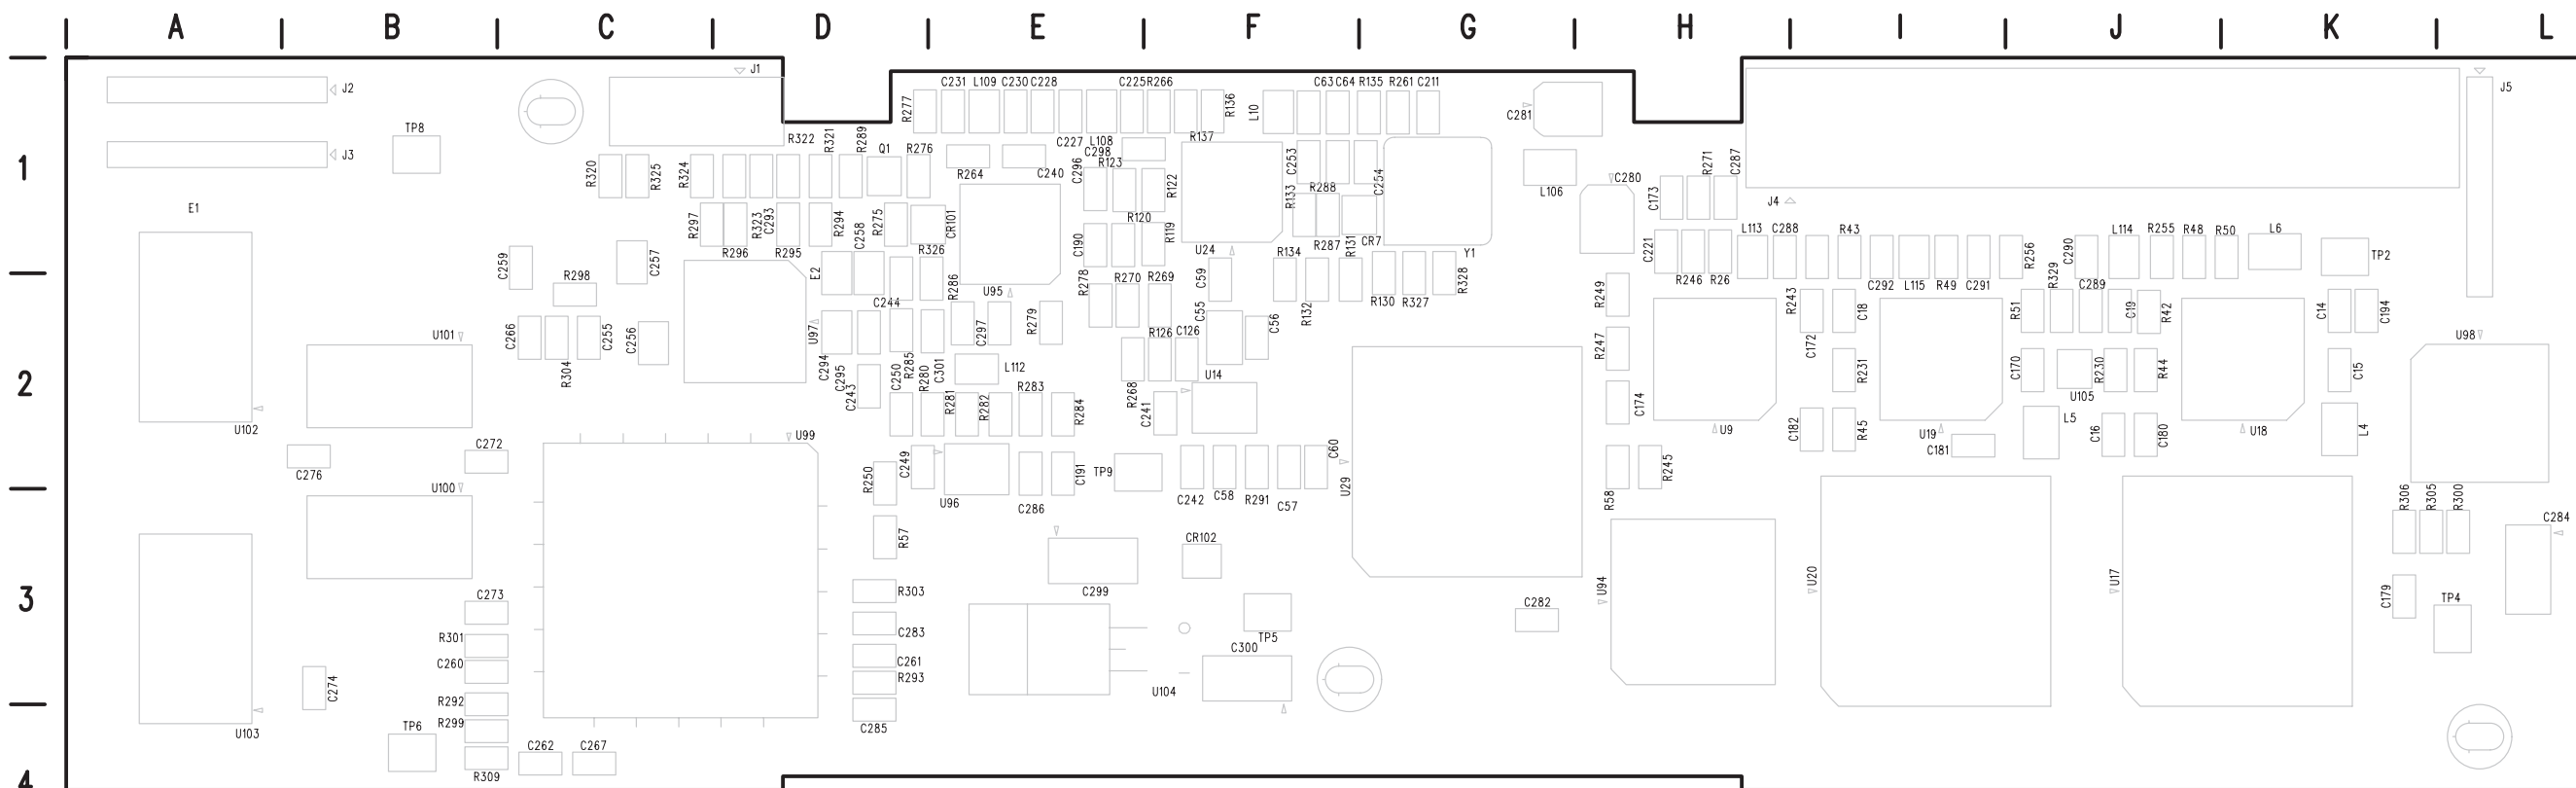 A B C D E F G H I J K L
J1
J2
C231 L109 C230 C228 C225 R266 C63 C64 R135 R261 C211
J5
R277
R136
L10
C281
TP8
R322
R321
R289
Q1
R276
C227
L108
C298
R137
1
J3
R320
R325
R324
R264
C240
C296
R123
R122
C253
R133
R288
C254
L106
C280
C173
R271
C287
J4
E1
R297
R296
R323
C293
R295
R294
C258
R275
CR101
R326
C190
R120
R119
U24
R134
R287
R131
CR7
Y1
C221
R246
R26
L113
C288
R43
C292
L115
R49
C291
R256
C290
L114
R255
R48
R50
L6
TP2
C259
R298
C257
E2
C244
R286
U95
R278
R270
R269
C59
R132
R130
R327
R328
R249
R243
C18
R51
R329
C289
C19
R42
C14
C194
U101
C266
R304
C255
C256
U97
C294
C295
C243
C250
R285
R280
C301
C297
L112
R279
R126
C126
C55
C56
R247
C172
R231
C170
R230
R44
U105
C15
U98
2
R281
R282
R283
R284
R268
C241
U14
C174
U9
C182
R45
U19
C181
L5
C16
C180
U18
L4
U102
C276
C272
U99
R250
C249
U96
C286
C191
TP9
C242
C58
R291
C57
C60
U29
R58
R245
U100
R57
R306
R305
R300
C284
CR102
C299
U94
U20
U17
3
C273
R303
C282
C179
TP4
R301
C283
TP5
C260
C261
C300
C274
R293
U104
R292
U103
TP6
R299
C285
C262
C267
R309
4